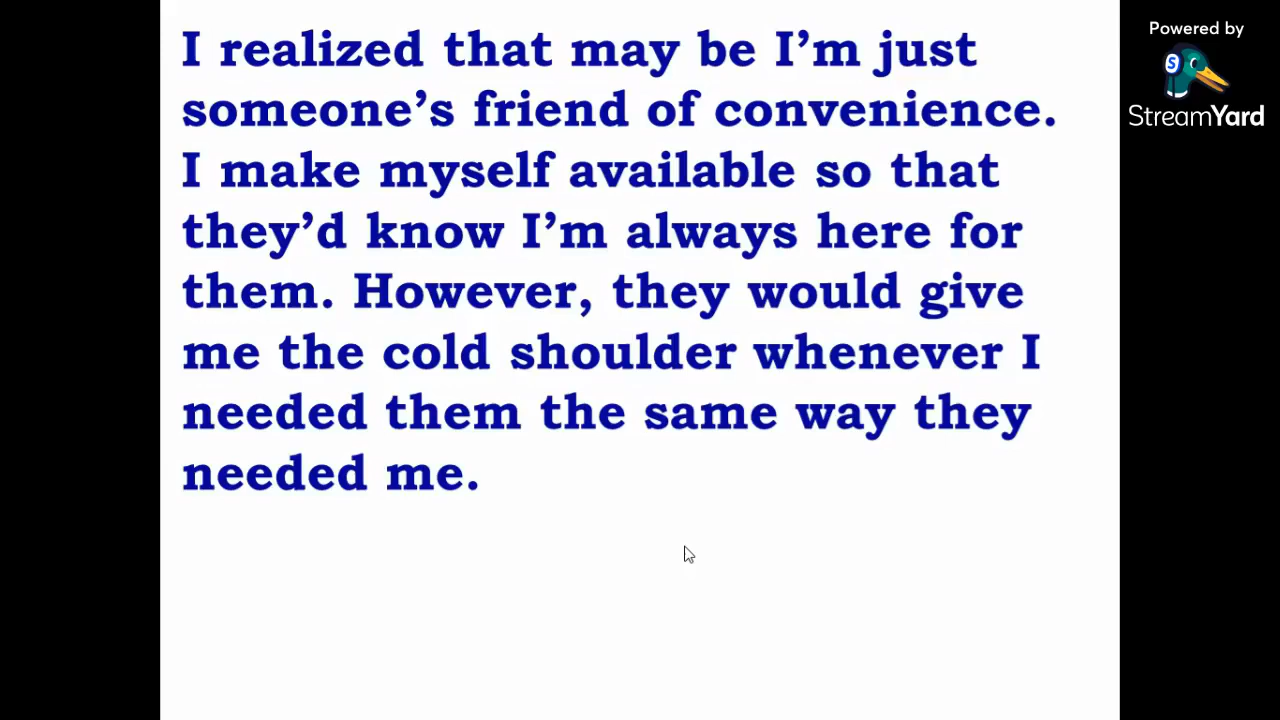 I realized that may be I'm just
someone's friend of convenience.
I make myself available so that
they'd know I'm always here for
them. However, they would give
me the cold shoulder whenever I
needed them the same way they
needed me.
Powered by
S
StreamYard